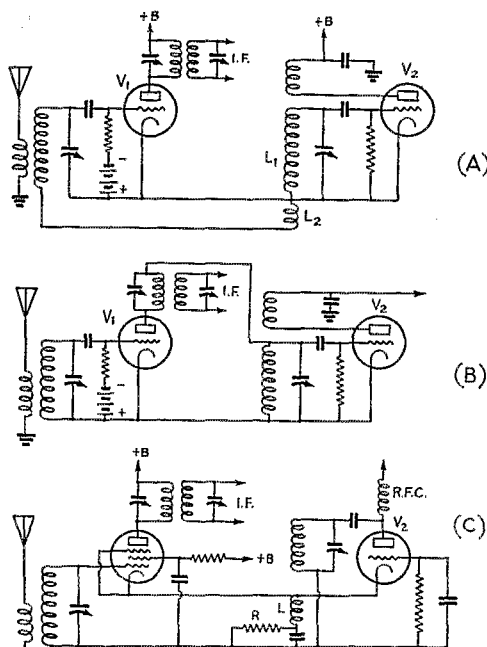 +B
+B
V1
I.F.
V2
-
+
L1
L2
(A)
V1
I.F.
V2
-
+
(B)
+B
R.F.C.
(C)
I.F.
V2
+B
L
R